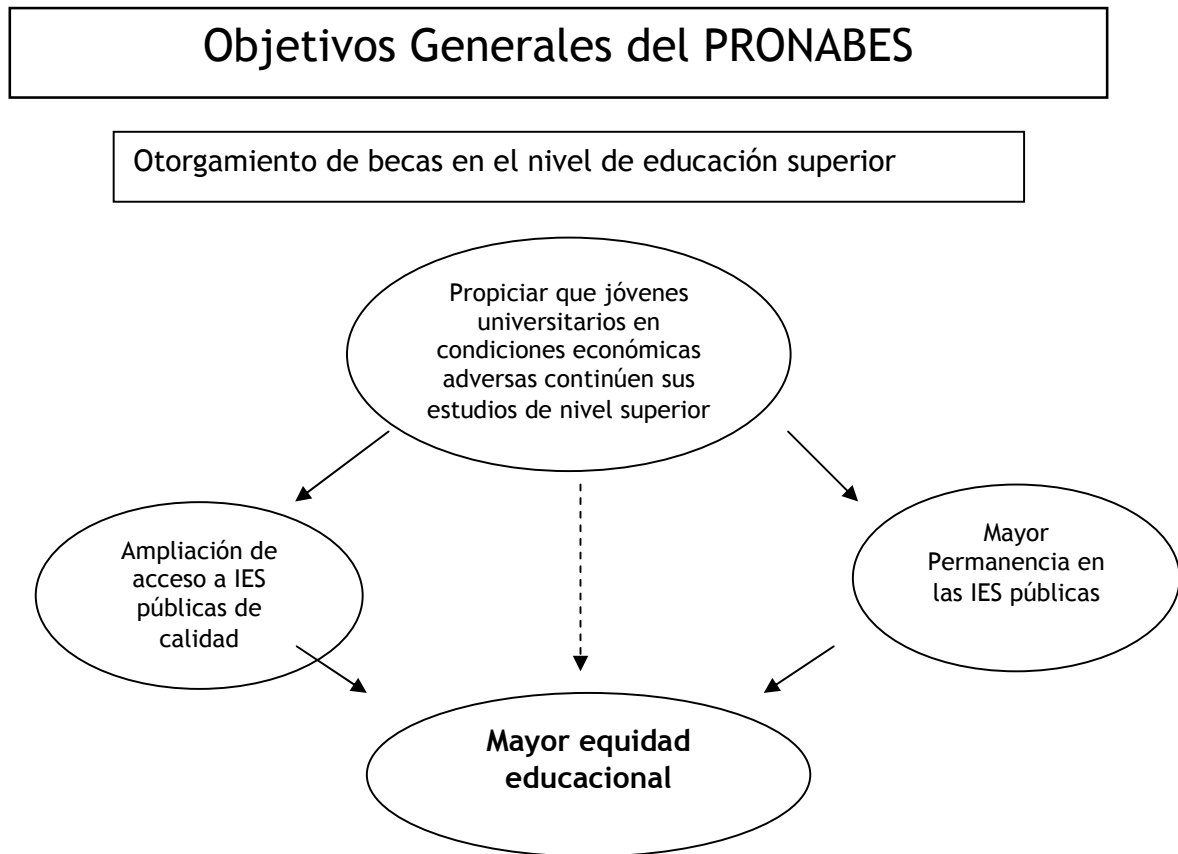 Objetivos Generales del PRONABES
Otorgamiento de becas en el nivel de educación superior
Propiciar que jóvenes
universitarios en
condiciones económicas
adversas continúen sus
estudios de nivel superior
Ampliación de
acceso a IES
públicas de
calidad
Mayor
Permanencia en
las IES públicas
Mayor equidad
educacional